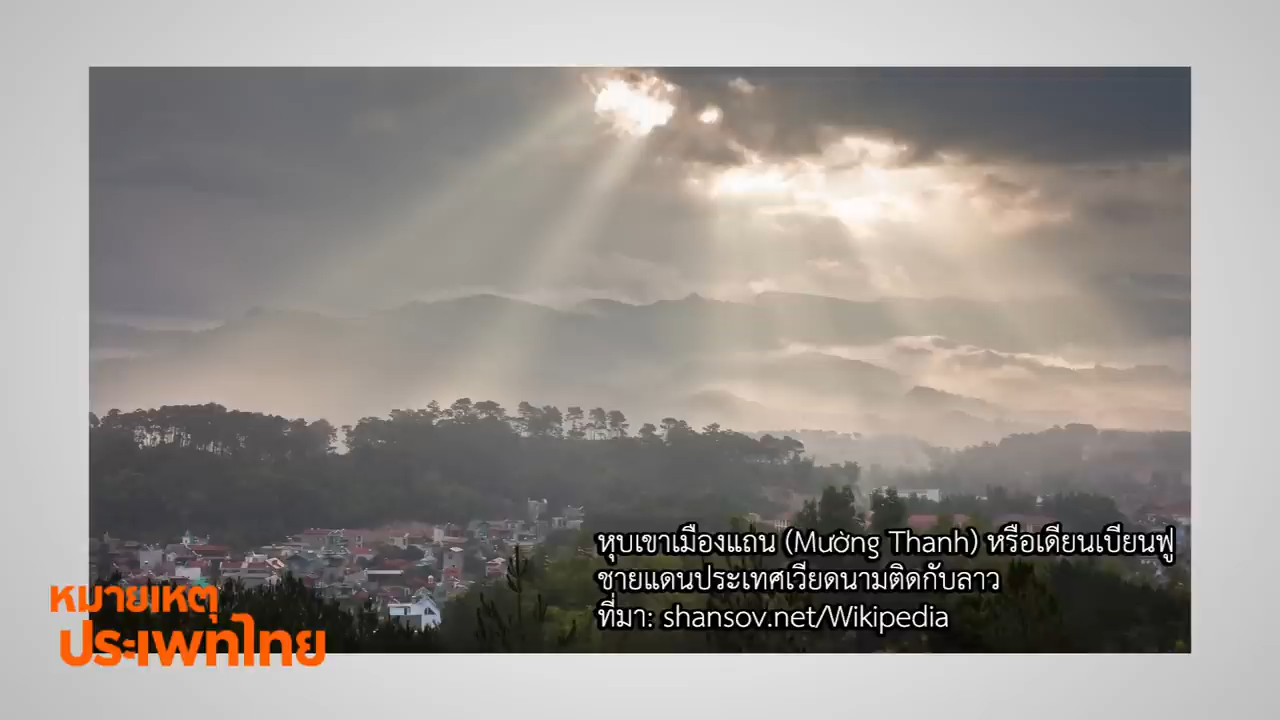 หุบเขาเมืองแถน (Mường Thanh) หรือเดียนเบียนฟู
ชายแดนประเทศเวียดนามติดกับลาว
ที่มา: shansov.net/Wikipedia
หมายเหตุ
ประเพทไทย